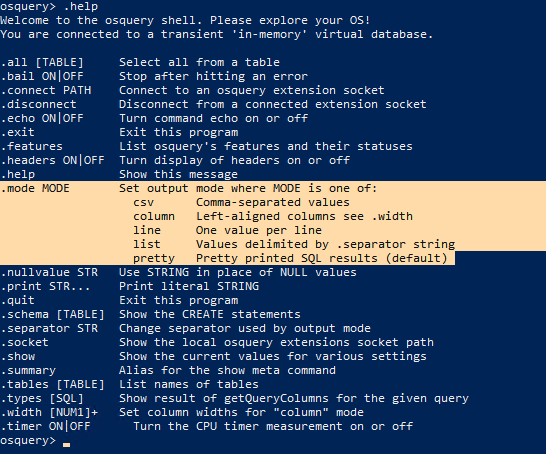 osquery> .help
Welcome to the osquery shell. Please explore your OS!
You are connected to a transient 'in-memory' virtual database.
.all [TABLE]     Select all from a table
.bail ON|OFF     Stop after hitting an error
.connect PATH    Connect to an osquery extension socket
.disconnect      Disconnect from a connected extension socket
.echo ON|OFF     Turn command echo on or off
.exit            Exit this program
.features        List osquery's features and their statuses
.headers ON|OFF  Turn display of headers on or off
.help            Show this message
.mode MODE       Set output mode where MODE is one of:
                   csv      Comma-separated values
                   column   Left-aligned columns see .width
                   line     One value per line
                   list     Values delimited by .separator string
                   pretty   Pretty printed SQL results (default)
.nullvalue STR   Use STRING in place of NULL values
.print STR...    Print literal STRING
.quit            Exit this program
.schema [TABLE]  Show the CREATE statements
.separator STR   Change separator used by output mode
.socket          Show the local osquery extensions socket path
.show            Show the current values for various settings
.summary         Alias for the show meta command
.tables [TABLE]  List names of tables
.types [SQL]     Show result of getQueryColumns for the given query
.width [NUM1]+   Set column widths for "column" mode
.timer ON|OFF      Turn the CPU timer measurement on or off
osquery>